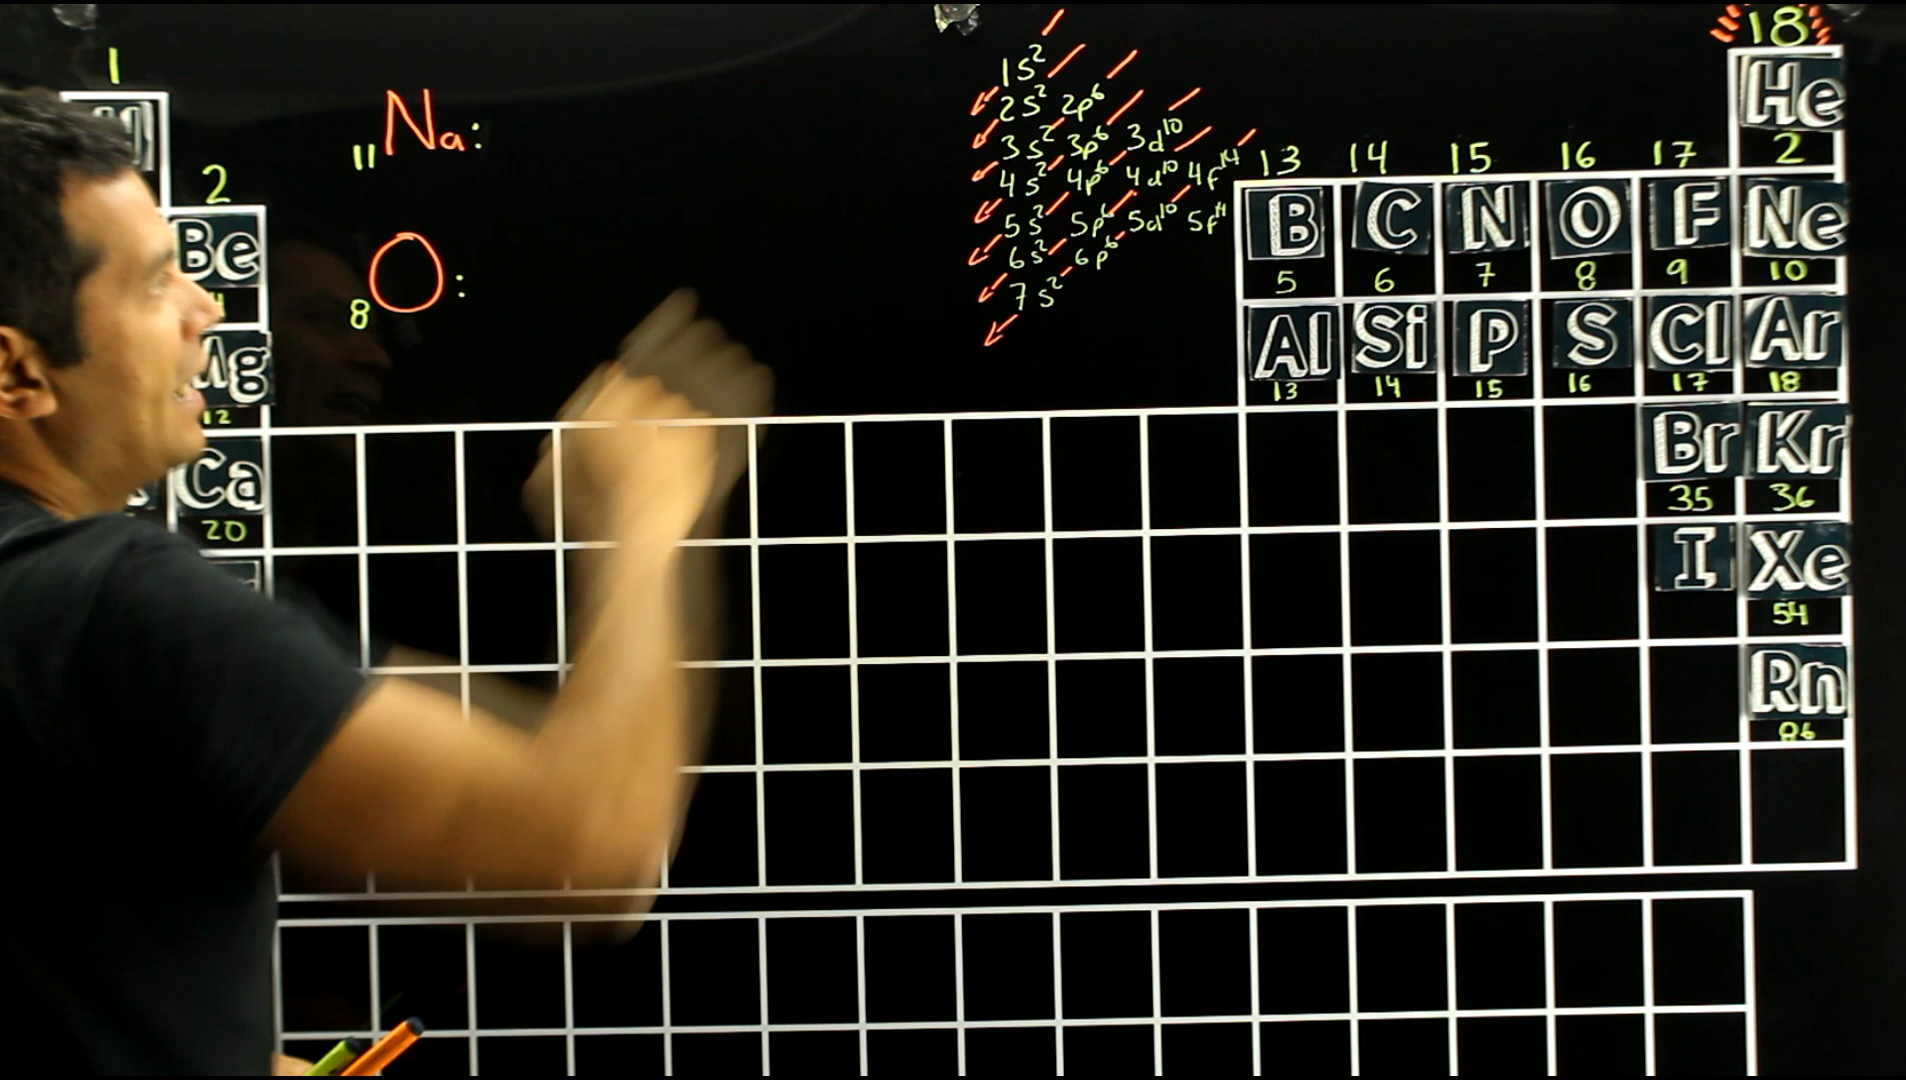 1
2
₁₁Na:
₈O:
1s² 
2s² 2p⁶
3s² 3p⁶ 3d¹⁰
4s² 4p⁶ 4d¹⁰ 4f¹⁴
5s² 5p⁶ 5d¹⁰ 5f¹⁴
6s² 6p⁶
7s²
13 14 15 16 17 18
He
2
Be
B C N O F Ne
4 5 6 7 8 9 10
Mg Al Si P S Cl Ar
12 13 14 15 16 17 18
Ca Br Kr
20 35 36
I Xe
54
Rn
86